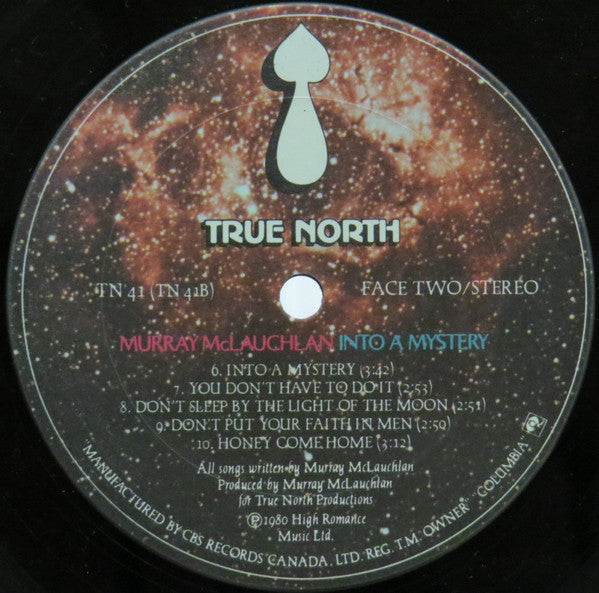 TRUE NORTH
TN 41 (TN 41B)
FACE TWO/STEREO
MURRAY McLAUCHLAN INTO A MYSTERY
6. INTO A MYSTERY (3:42)
7. YOU DON'T HAVE TO DO IT (2:53)
8. DON'T SLEEP BY THE LIGHT OF THE MOON (2:51)
9. DON'T PUT YOUR FAITH IN MEN (2:59)
10. HONEY COME HOME (3:12)
All songs written by Murray McLauchlan
Produced by Murray McLauchlan
for True North Productions
℗ 1980 High Romance
Music Ltd.
"MANUFACTURED BY CBS RECORDS CANADA, LTD. REG. T.M. OWNER" "COLUMBIA"